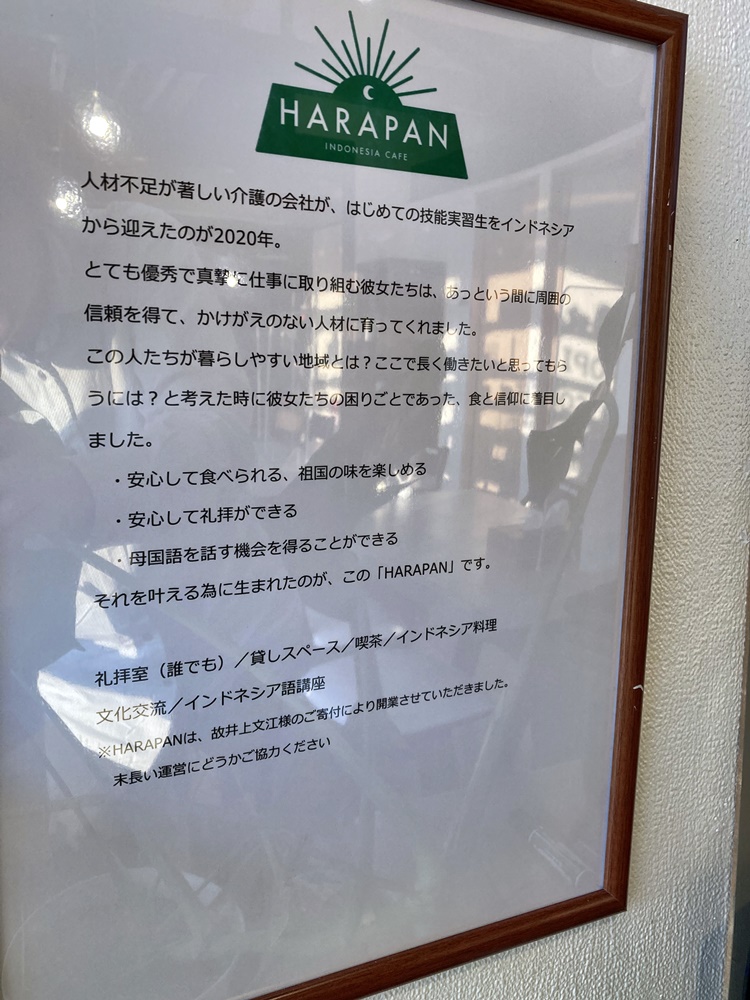 HARAPAN
INDONESIA CAFE
人材不足が著しい介護の会社が、はじめての技能実習生をインドネシア
から迎えたのが2020年。
とても優秀で真摯に仕事に取り組む彼女たちは、あっという間に周囲の
信頼を得て、かけがえのない人材に育ってくれました。
この人たちが暮らしやすい地域とは？ここで長く働きたいと思ってもら
うには？と考えた時に彼女たちの困りごとであった、食と信仰に着目し
ました。
・安心して食べられる、祖国の味を楽しめる
・安心して礼拝ができる
・母国語を話す機会を得ることができる
それを叶える為に生まれたのが、この「HARAPAN」です。
礼拝室（誰でも）／貸しスペース／喫茶／インドネシア料理
文化交流／インドネシア語講座
※HARAPANは、故井上文江様のご寄付により開業させていただきました。
末長い運営にどうかご協力ください